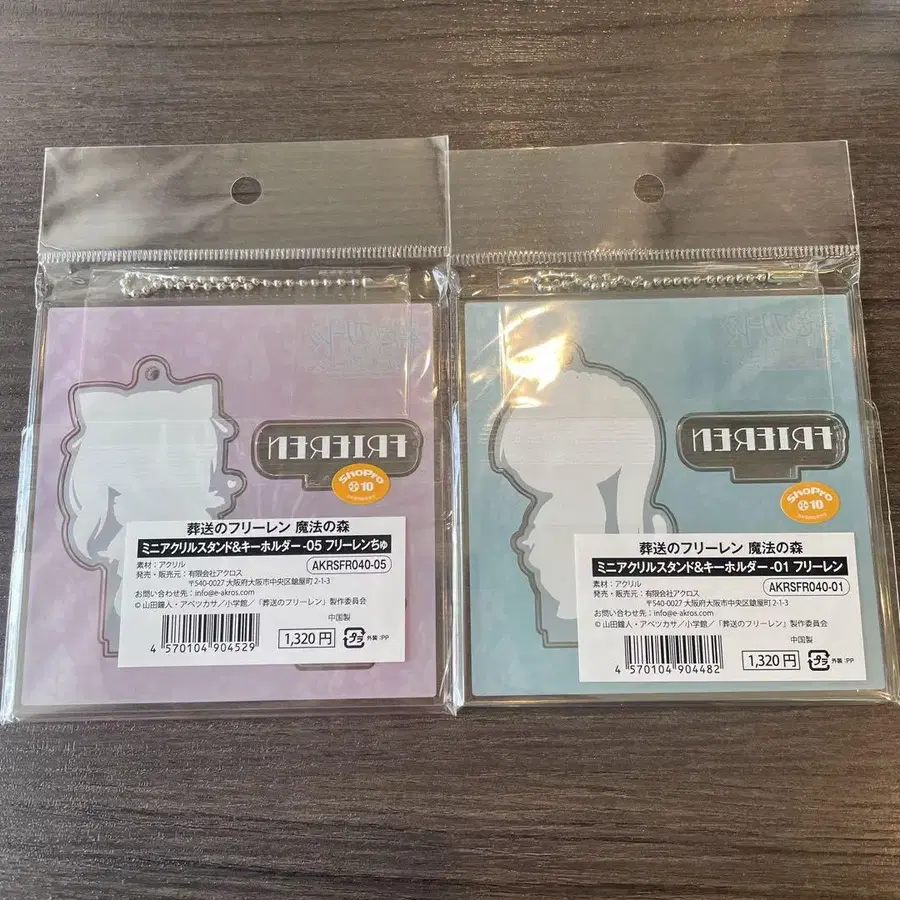 FRIEREN
ShoPro
10
葬送のフリーレン 魔法の森
ミニアクリルスタンド&キーホルダー -05 フリーレンちゅ
AKRSFR040-05
素材：アクリル
発売・販売元：有限会社アクロス
〒540-0027 大阪府大阪市中央区鎗屋町 2-1-3
お問い合わせ先：info@e-akros.com
© 山田鐘人・アベツカサ／小学館／「葬送のフリーレン」製作委員会
中国製
4 570104 904529
1,320 円
プラ
外装：PP
FRIEREN
ShoPro
10
葬送のフリーレン 魔法の森
ミニアクリルスタンド&キーホルダー -01 フリーレン
AKRSFR040-01
素材：アクリル
発売・販売元：有限会社アクロス
〒540-0027 大阪府大阪市中央区鎗屋町 2-1-3
お問い合わせ先：info@e-akros.com
© 山田鐘人・アベツカサ／小学館／「葬送のフリーレン」製作委員会
中国製
4 570104 904482
1,320 円
プラ
外装：PP